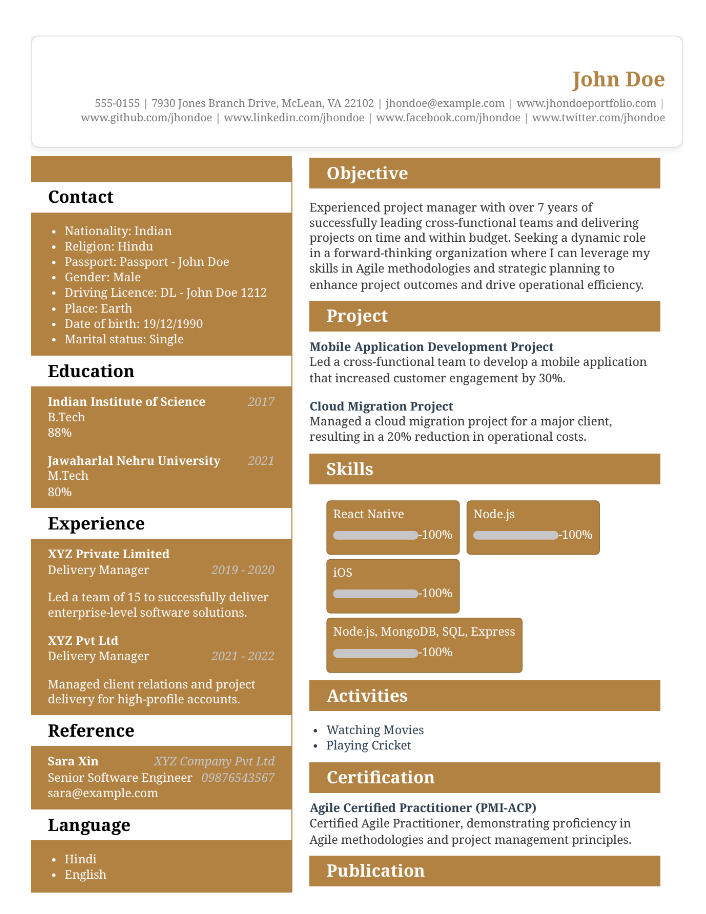 John Doe
555-0155 | 7930 Jones Branch Drive, McLean, VA 22102 | jhondoe@example.com | www.jhondoeportfolio.com |
www.github.com/jhondoe | www.linkedin.com/jhondoe | www.facebook.com/jhondoe | www.twitter.com/jhondoe
Contact
• Nationality: Indian
• Religion: Hindu
• Passport: Passport - John Doe
• Gender: Male
• Driving Licence: DL - John Doe 1212
• Place: Earth
• Date of birth: 19/12/1990
• Marital status: Single
Education
Indian Institute of Science 2017
B.Tech
88%
Jawaharlal Nehru University 2021
M.Tech
80%
Experience
XYZ Private Limited
Delivery Manager 2019 - 2020
Led a team of 15 to successfully deliver
enterprise-level software solutions.
XYZ Pvt Ltd
Delivery Manager 2021 - 2022
Managed client relations and project
delivery for high-profile accounts.
Reference
Sara Xin XYZ Company Pvt Ltd
Senior Software Engineer 09876543567
sara@example.com
Language
• Hindi
• English
Objective
Experienced project manager with over 7 years of
successfully leading cross-functional teams and delivering
projects on time and within budget. Seeking a dynamic role
in a forward-thinking organization where I can leverage my
skills in Agile methodologies and strategic planning to
enhance project outcomes and drive operational efficiency.
Project
Mobile Application Development Project
Led a cross-functional team to develop a mobile application
that increased customer engagement by 30%.
Cloud Migration Project
Managed a cloud migration project for a major client,
resulting in a 20% reduction in operational costs.
Skills
React Native
-100%
Node.js
-100%
iOS
-100%
Node.js, MongoDB, SQL, Express
-100%
Activities
• Watching Movies
• Playing Cricket
Certification
Agile Certified Practitioner (PMI-ACP)
Certified Agile Practitioner, demonstrating proficiency in
Agile methodologies and project management principles.
Publication